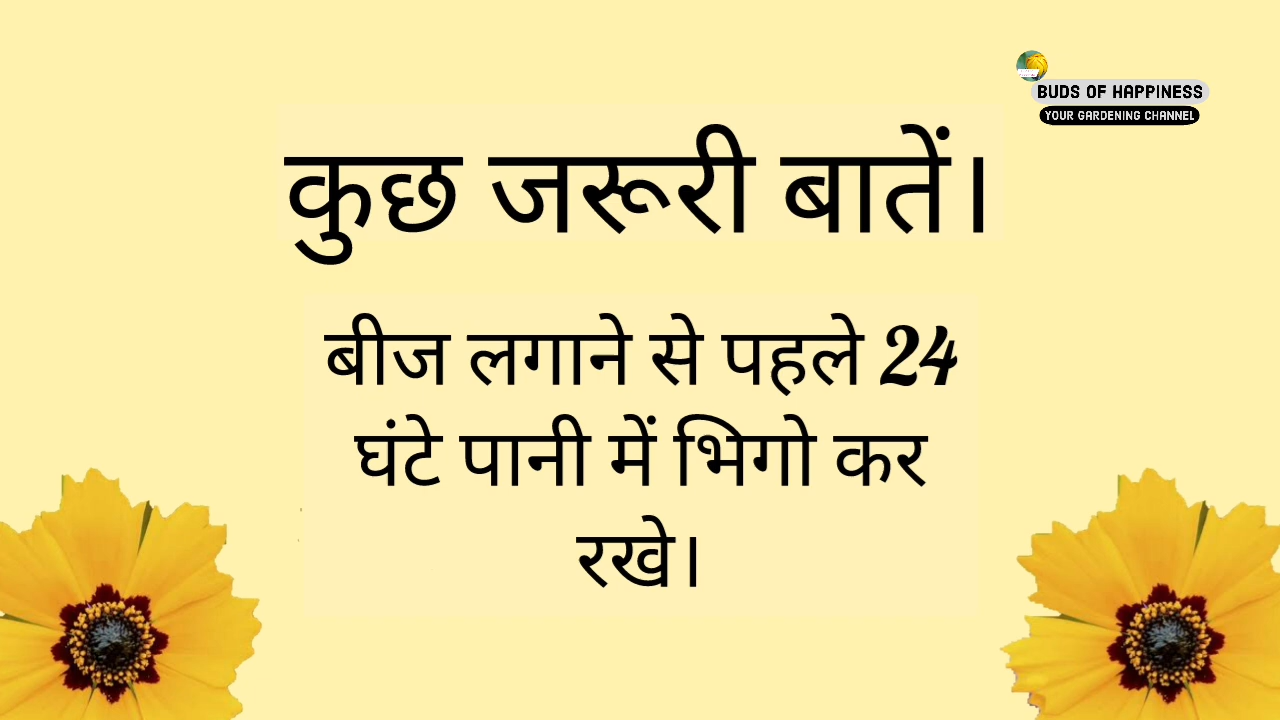 BUDS OF HAPPINESS
YOUR GARDENING CHANNEL
कुछ जरूरी बातें।
बीज लगाने से पहले 24
घंटे पानी में भिगो कर
रखे।